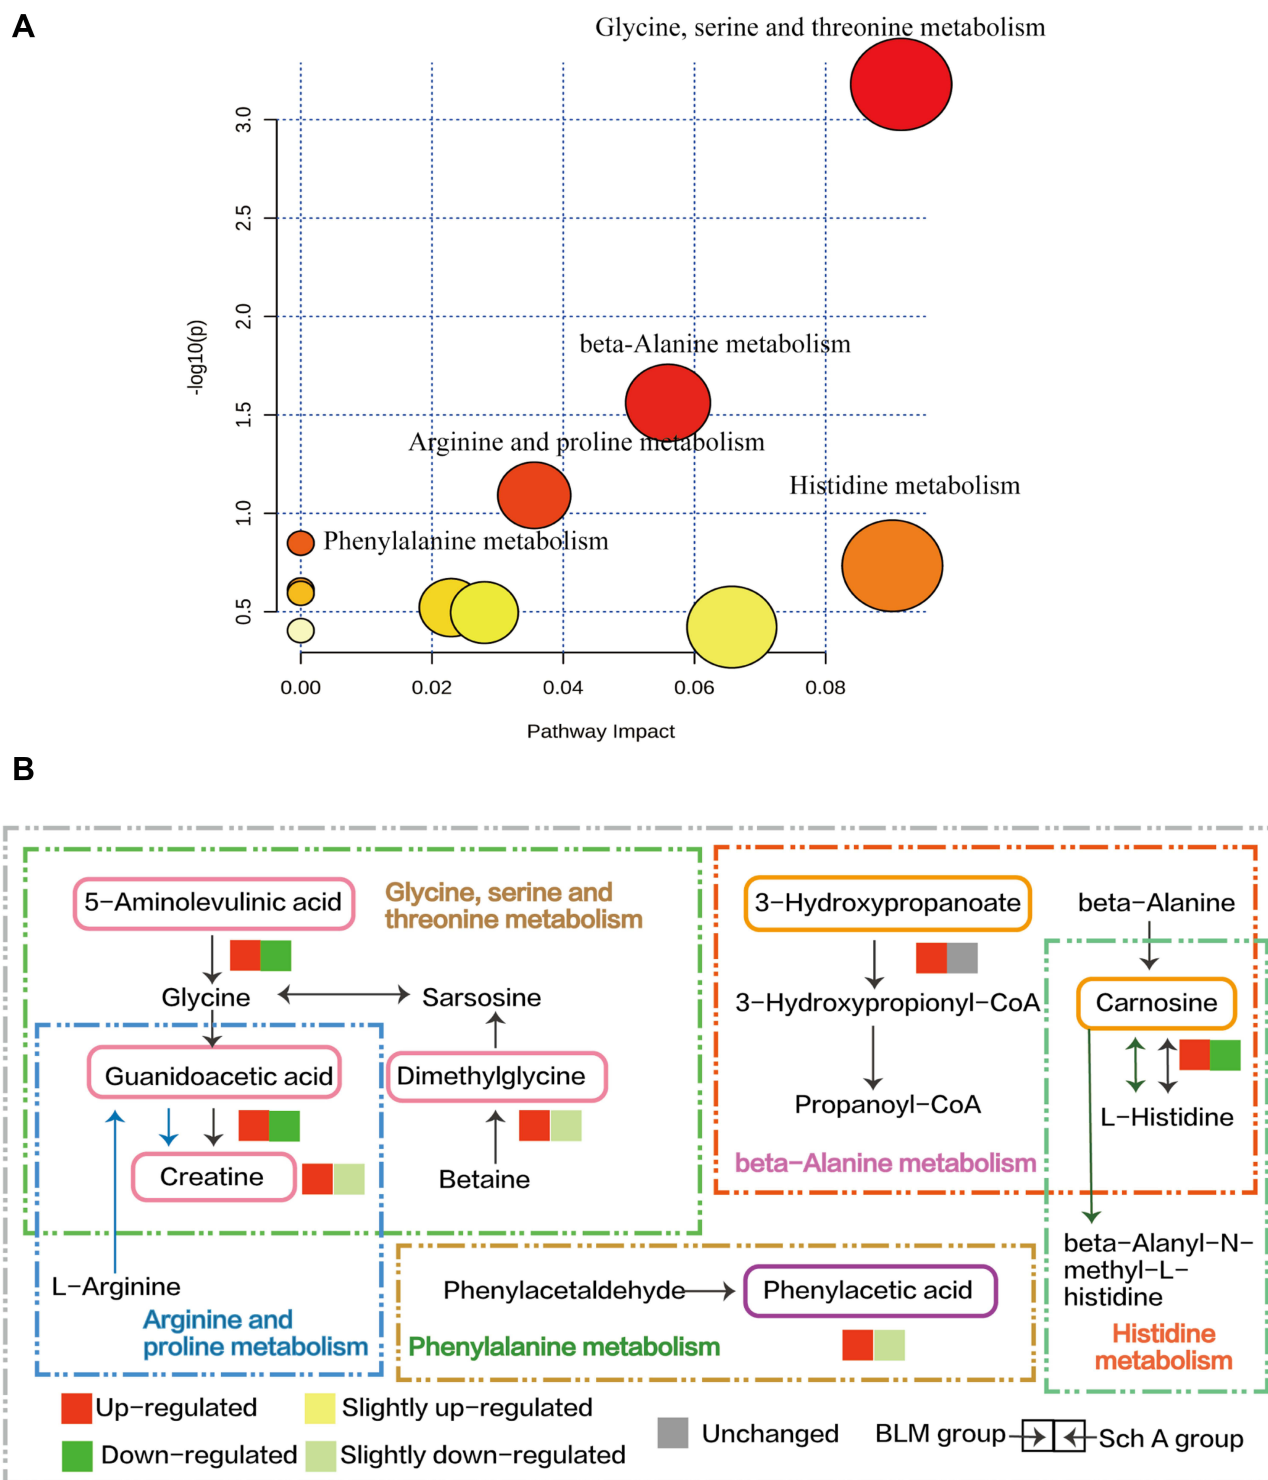 A
Glycine, serine and threonine metabolism
3.0
2.5
2.0
beta-Alanine metabolism
-log10(p)
1.5
Arginine and proline metabolism
Histidine metabolism
1.0
Phenylalanine metabolism
0.5
0.00 0.02 0.04 0.06 0.08
Pathway Impact
B
5-Aminolevulinic acid
Glycine, serine and
threonine metabolism
Glycine
Sarsosine
Guanidoacetic acid
Dimethylglycine
Creatine
Betaine
L-Arginine
Arginine and
proline metabolism
3-Hydroxypropanoate
3-Hydroxypropionyl-CoA
Propanoyl-CoA
beta-Alanine metabolism
beta-Alanine
Carnosine
L-Histidine
beta-Alanyl-N-
methyl-L-
histidine
Histidine
metabolism
Phenylacetaldehyde
Phenylacetic acid
Phenylalanine metabolism
Up-regulated
Slightly up-regulated
Down-regulated
Slightly down-regulated
Unchanged
BLM group
Sch A group